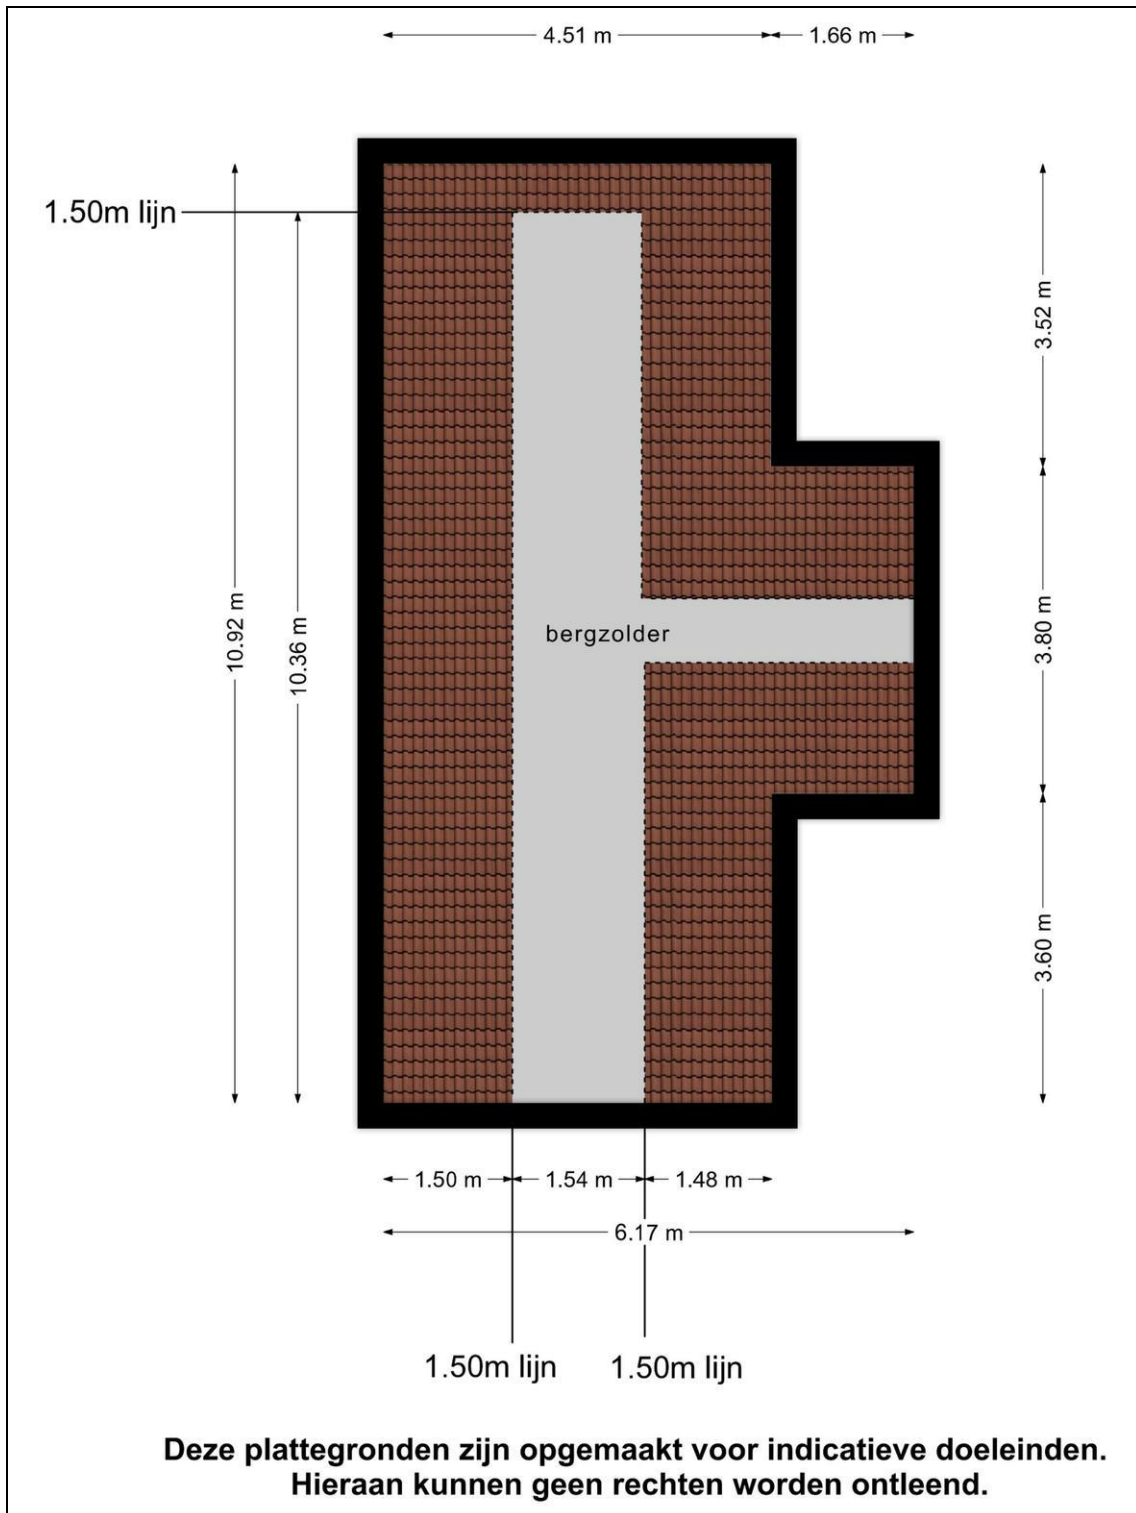 4.51 m
1.66 m
1.50m lijn
3.52 m
10.92 m
10.36 m
3.80 m
bergzolder
3.60 m
1.50 m
1.54 m
1.48 m
6.17 m
1.50m lijn
1.50m lijn
Deze plattegronden zijn opgemaakt voor indicatieve doeleinden.
Hieraan kunnen geen rechten worden ontleend.